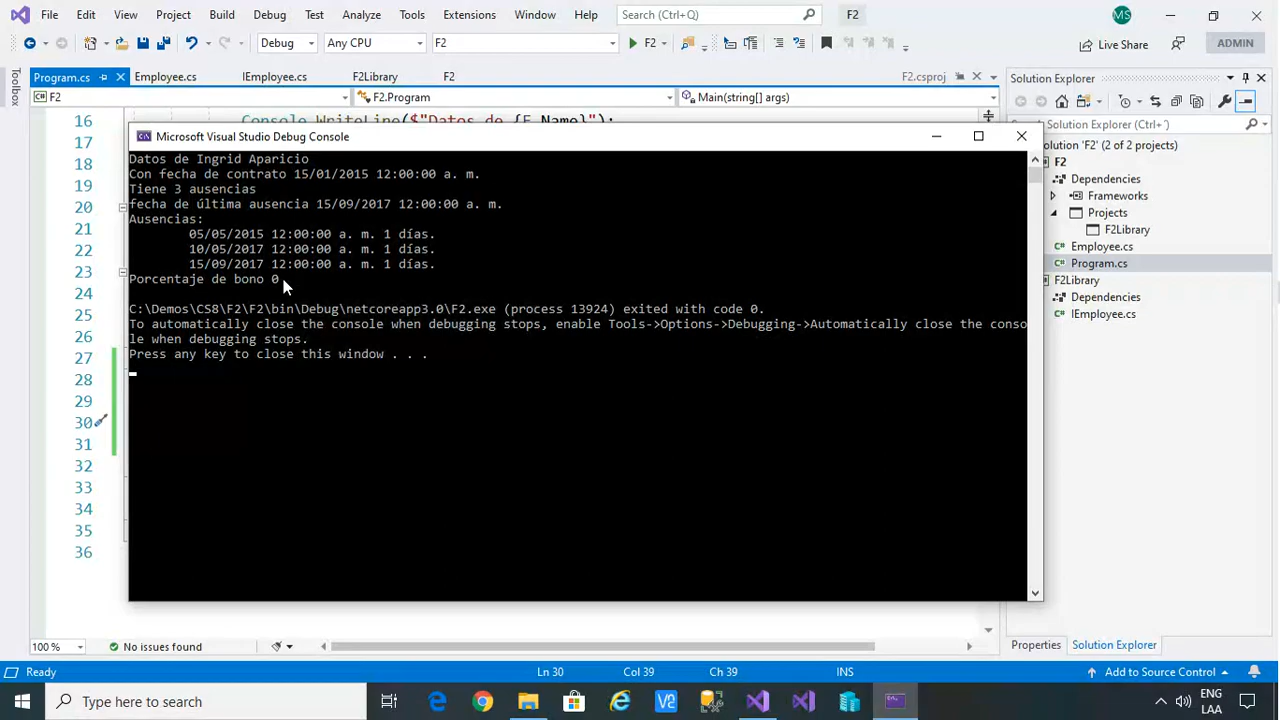 File Edit View Project Build Debug Test Analyze Tools Extensions Window Help Search (Ctrl+Q) F2 MS
Debug Any CPU F2 F2 Live Share ADMIN
Toolbox
Program.cs Employee.cs IEmployee.cs F2Library F2 F2.csproj
F2 F2.Program Main(string[] args)
16 Console.WriteLine($"Datos de {E.Name}");
17
18
19
20
21
22
23
24
25
26
27
28
29
30
31
32
33
34
35
36
Microsoft Visual Studio Debug Console
Datos de Ingrid Aparicio
Con fecha de contrato 15/01/2015 12:00:00 a. m.
Tiene 3 ausencias
fecha de última ausencia 15/09/2017 12:00:00 a. m.
Ausencias:
05/05/2015 12:00:00 a. m. 1 días.
10/05/2017 12:00:00 a. m. 1 días.
15/09/2017 12:00:00 a. m. 1 días.
Porcentaje de bono 0
C:\Demos\CS8\F2\F2\bin\Debug\netcoreapp3.0\F2.exe (process 13924) exited with code 0.
To automatically close the console when debugging stops, enable Tools->Options->Debugging->Automatically close the conso
le when debugging stops.
Press any key to close this window . . .
Solution Explorer
Search Solution Explorer (Ctrl+´)
olution 'F2' (2 of 2 projects)
F2
Dependencies
Frameworks
Projects
F2Library
Employee.cs
Program.cs
F2Library
Dependencies
IEmployee.cs
Properties Solution Explorer
100 % No issues found
Ready Ln 30 Col 39 Ch 39 INS Add to Source Control
Type here to search ENG
LAA